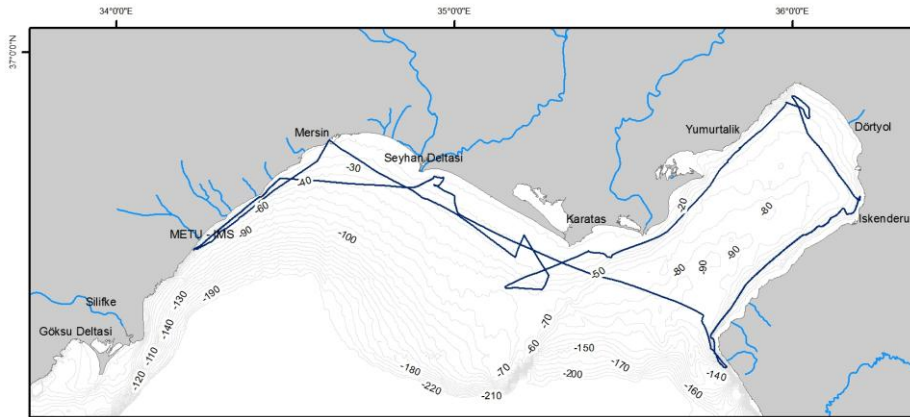 34°0'0"E
35°0'0"E
36°0'0"E
37°0'0"N
Mersin
Seyhan Deltasi
Yumurtalik
Dörtyol
-30
-40
-60
-90
-100
METU - IMS
Karatas
-20
-80
Iskenderu
-50
-80
-90
-90
-130
-190
Silifke
Göksu Deltasi
-140
-110
-120
-70
-60
-70
-150
-170
-180
-220
-210
-200
-140
-160